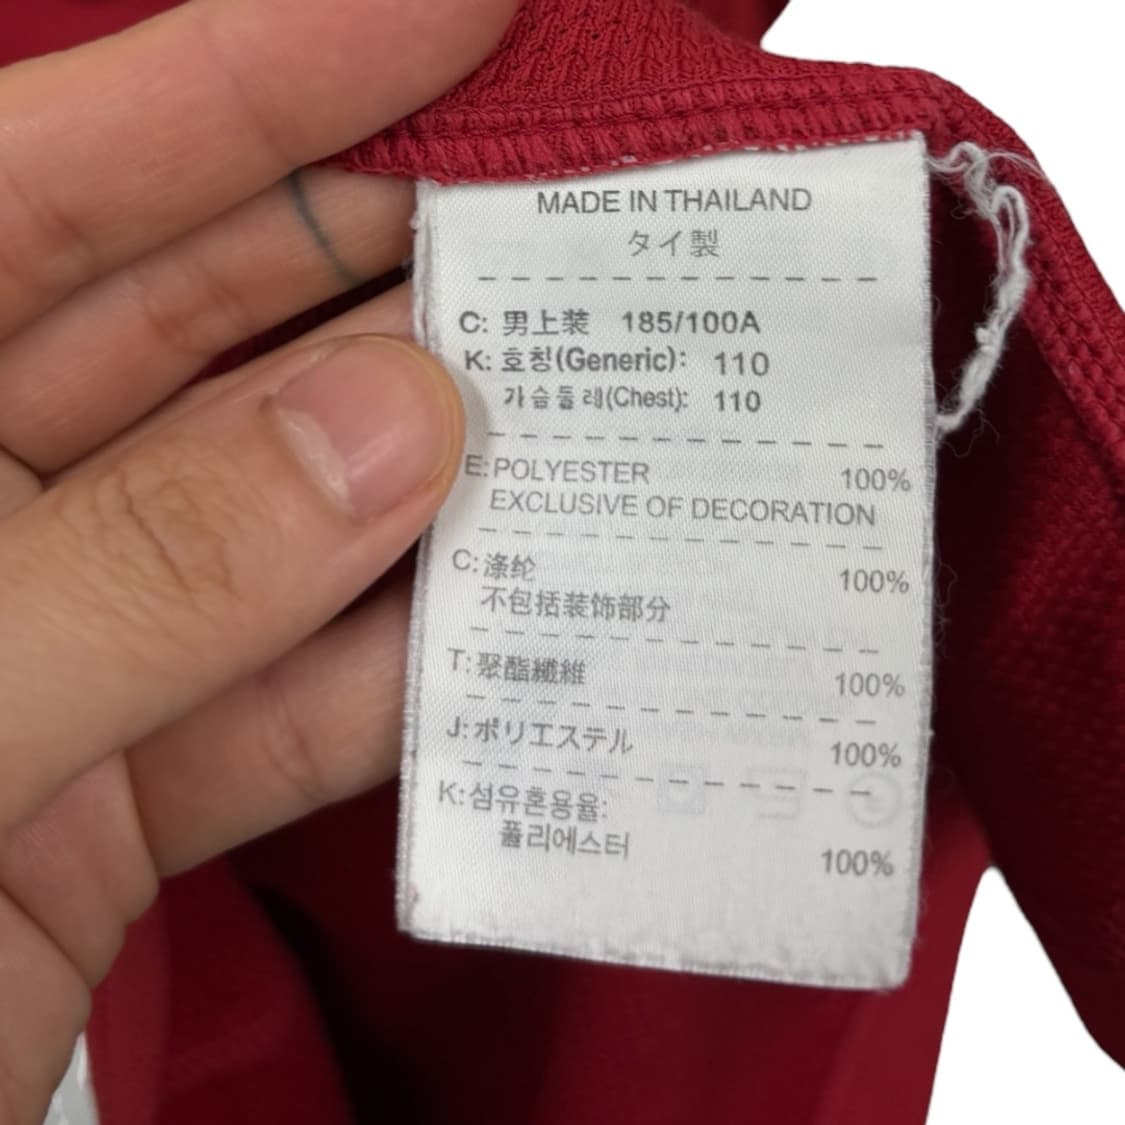 MADE IN THAILAND
タイ製
C: 男上装 185/100A
K: 호칭(Generic): 110
가슴둘레(Chest): 110
E: POLYESTER 100%
EXCLUSIVE OF DECORATION
C: 涤纶 100%
不包括装饰部分
T: 聚酯纖維 100%
J: ポリエステル 100%
K: 섬유혼용율:
폴리에스터 100%